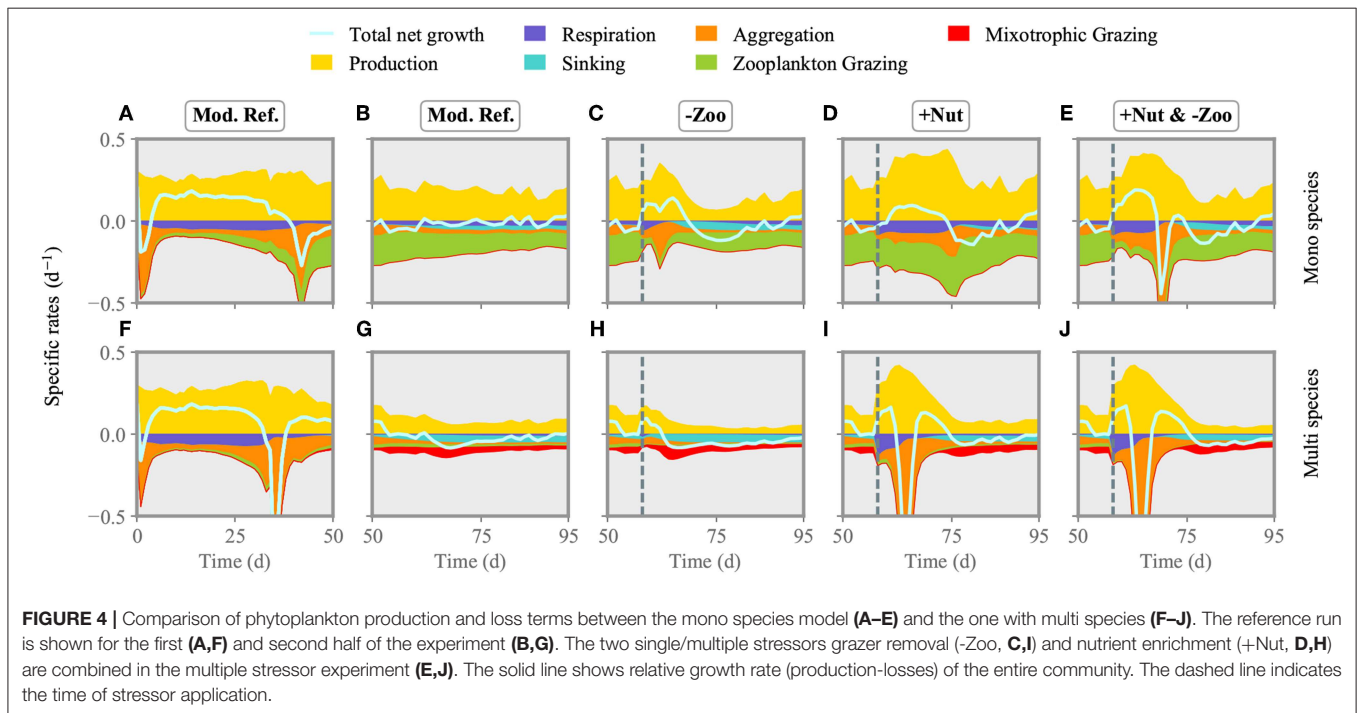 Total net growth Respiration Aggregation Mixotrophic Grazing
Production Sinking Zooplankton Grazing
A Mod. Ref. B Mod. Ref. C -Zoo D +Nut E +Nut & -Zoo
0.5
0.0
−0.5
Mono species
Specific rates (d⁻¹)
F G H I J
0.5
0.0
−0.5
Multi species
0 25 50 50 75 95 50 75 95 50 75 95 50 75 95
Time (d) Time (d) Time (d) Time (d) Time (d)
FIGURE 4 | Comparison of phytoplankton production and loss terms between the mono species model (A–E) and the one with multi species (F–J). The reference run
is shown for the first (A,F) and second half of the experiment (B,G). The two single/multiple stressors grazer removal (-Zoo, C,I) and nutrient enrichment (+Nut, D,H)
are combined in the multiple stressor experiment (E,J). The solid line shows relative growth rate (production-losses) of the entire community. The dashed line indicates
the time of stressor application.